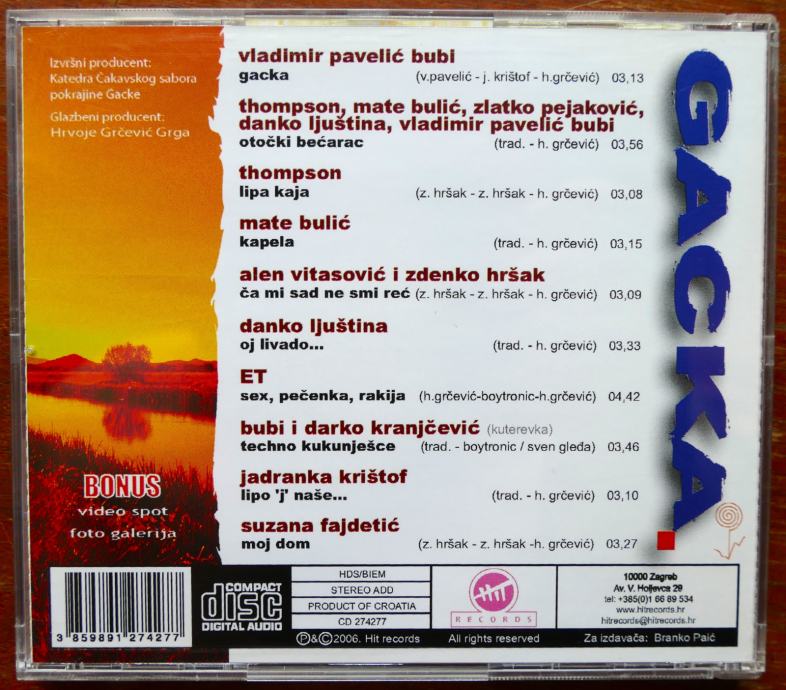 Izvršni producent:
Katedra Čakavskog sabora
pokrajine Gacke
Glazbeni producent:
Hrvoje Grčević Grga
vladimir pavelić bubi
gacka (v.pavelić - j. krištof - h.grčević) 03,13
thompson, mate bulić, zlatko pejaković,
danko ljuština, vladimir pavelić bubi
otočki bećarac (trad. - h. grčević) 03,56
thompson
lipa kaja (z. hršak - z. hršak - h. grčević) 03,08
mate bulić
kapela (trad. - h. grčević) 03,15
alen vitasović i zdenko hršak
ča mi sad ne smi reć (z. hršak - z. hršak - h. grčević) 03,09
danko ljuština
oj livado... (trad. - h. grčević) 03,33
ET
sex, pečenka, rakija (h.grčević-boytronic-h.grčević) 04,42
bubi i darko kranjčević (kuterevka)
techno kukunješce (trad. - boytronic / sven gleđa) 03,46
jadranka krištof
lipo 'j' naše... (trad. - h. grčević) 03,10
suzana fajdetić
moj dom (z. hršak - z. hršak - h. grčević) 03,27
GACKA
BONUS
video spot
foto galerija
3 859891 274277
COMPACT
disc
DIGITAL AUDIO
HDS/BIEM
STEREO ADD
PRODUCT OF CROATIA
CD 274277
Hit
RECORDS
10000 Zagreb
Av. V. Holjevca 29
tel: +385(0)1 66 89 534
www.hitrecords.hr
hitrecords@hitrecords.hr
Ⓟ&©2006. Hit records All rights reserved Za izdavača: Branko Paić